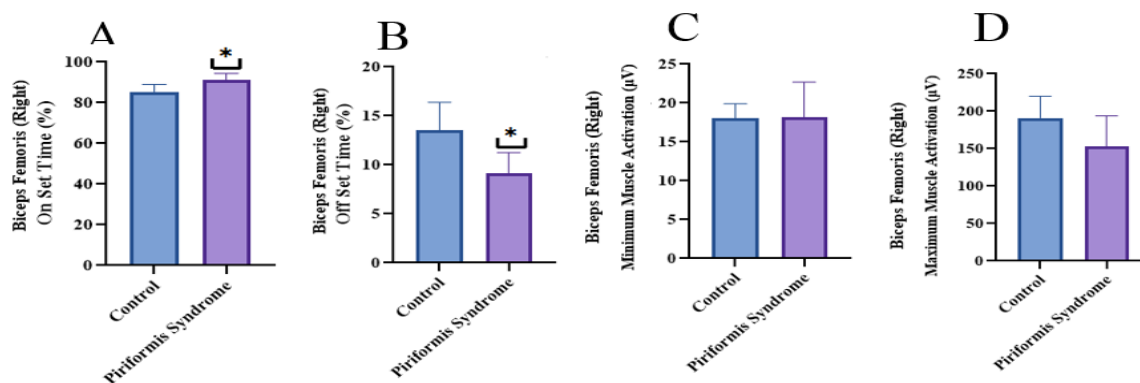 A
Biceps Femoris (Right)
On Set Time (%)
100
80
60
40
20
0
*
Control
Piriformis Syndrome
B
Biceps Femoris (Right)
Off Set Time (%)
20
15
10
5
0
*
Control
Piriformis Syndrome
C
Biceps Femoris (Right)
Minimum Muscle Activation (µV)
25
20
15
10
5
0
Control
Piriformis Syndrome
D
Biceps Femoris (Right)
Maximum Muscle Activation (µV)
250
200
150
100
50
0
Control
Piriformis Syndrome